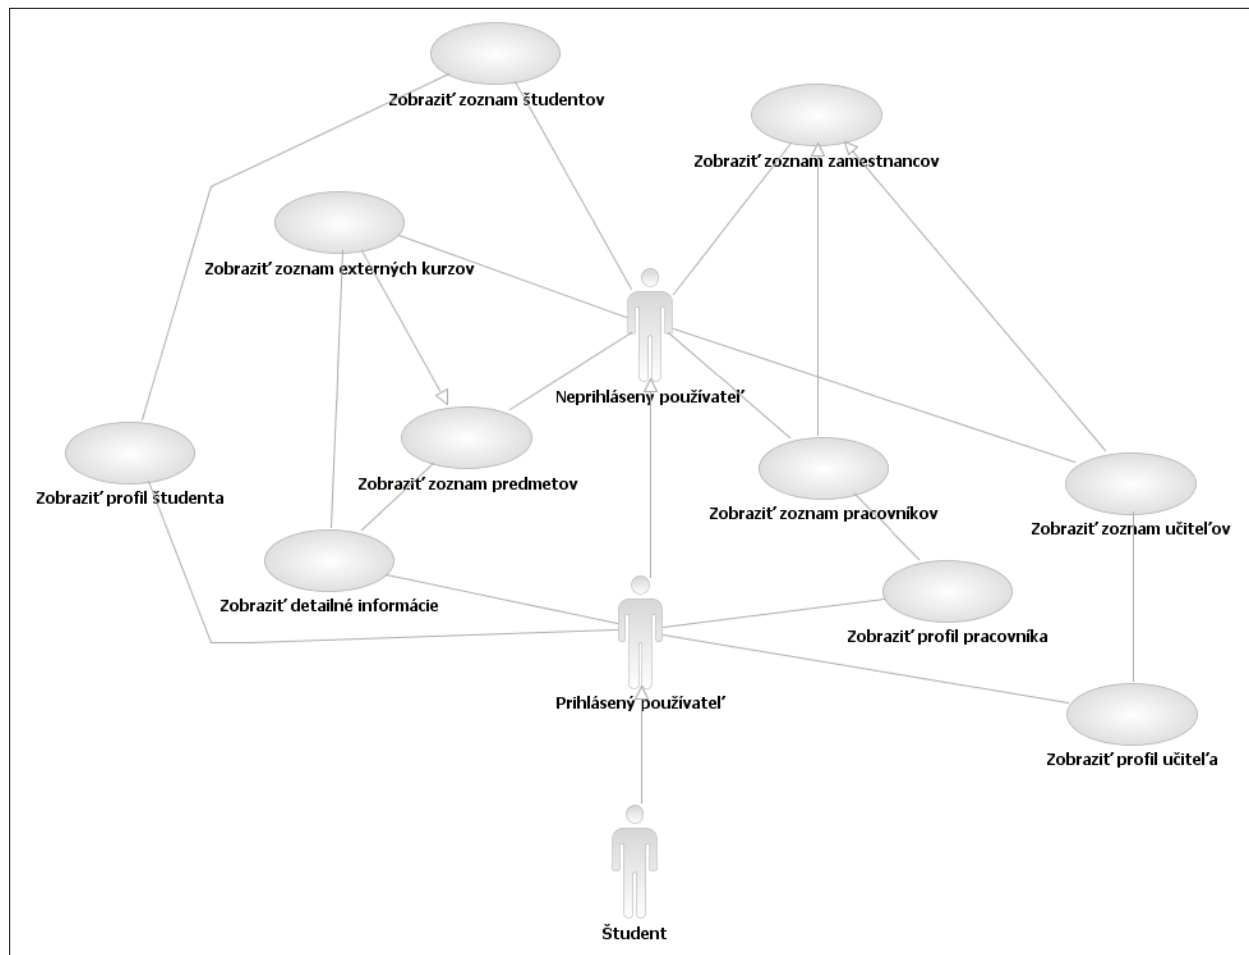 Zobraziť zoznam študentov
Zobraziť zoznam zamestnancov
Zobraziť zoznam externých kurzov
Neprihlásený používateľ
Zobraziť zoznam predmetov
Zobraziť profil študenta
Zobraziť zoznam pracovníkov
Zobraziť zoznam učiteľov
Zobraziť detailné informácie
Zobraziť profil pracovníka
Prihlásený používateľ
Zobraziť profil učiteľa
Študent